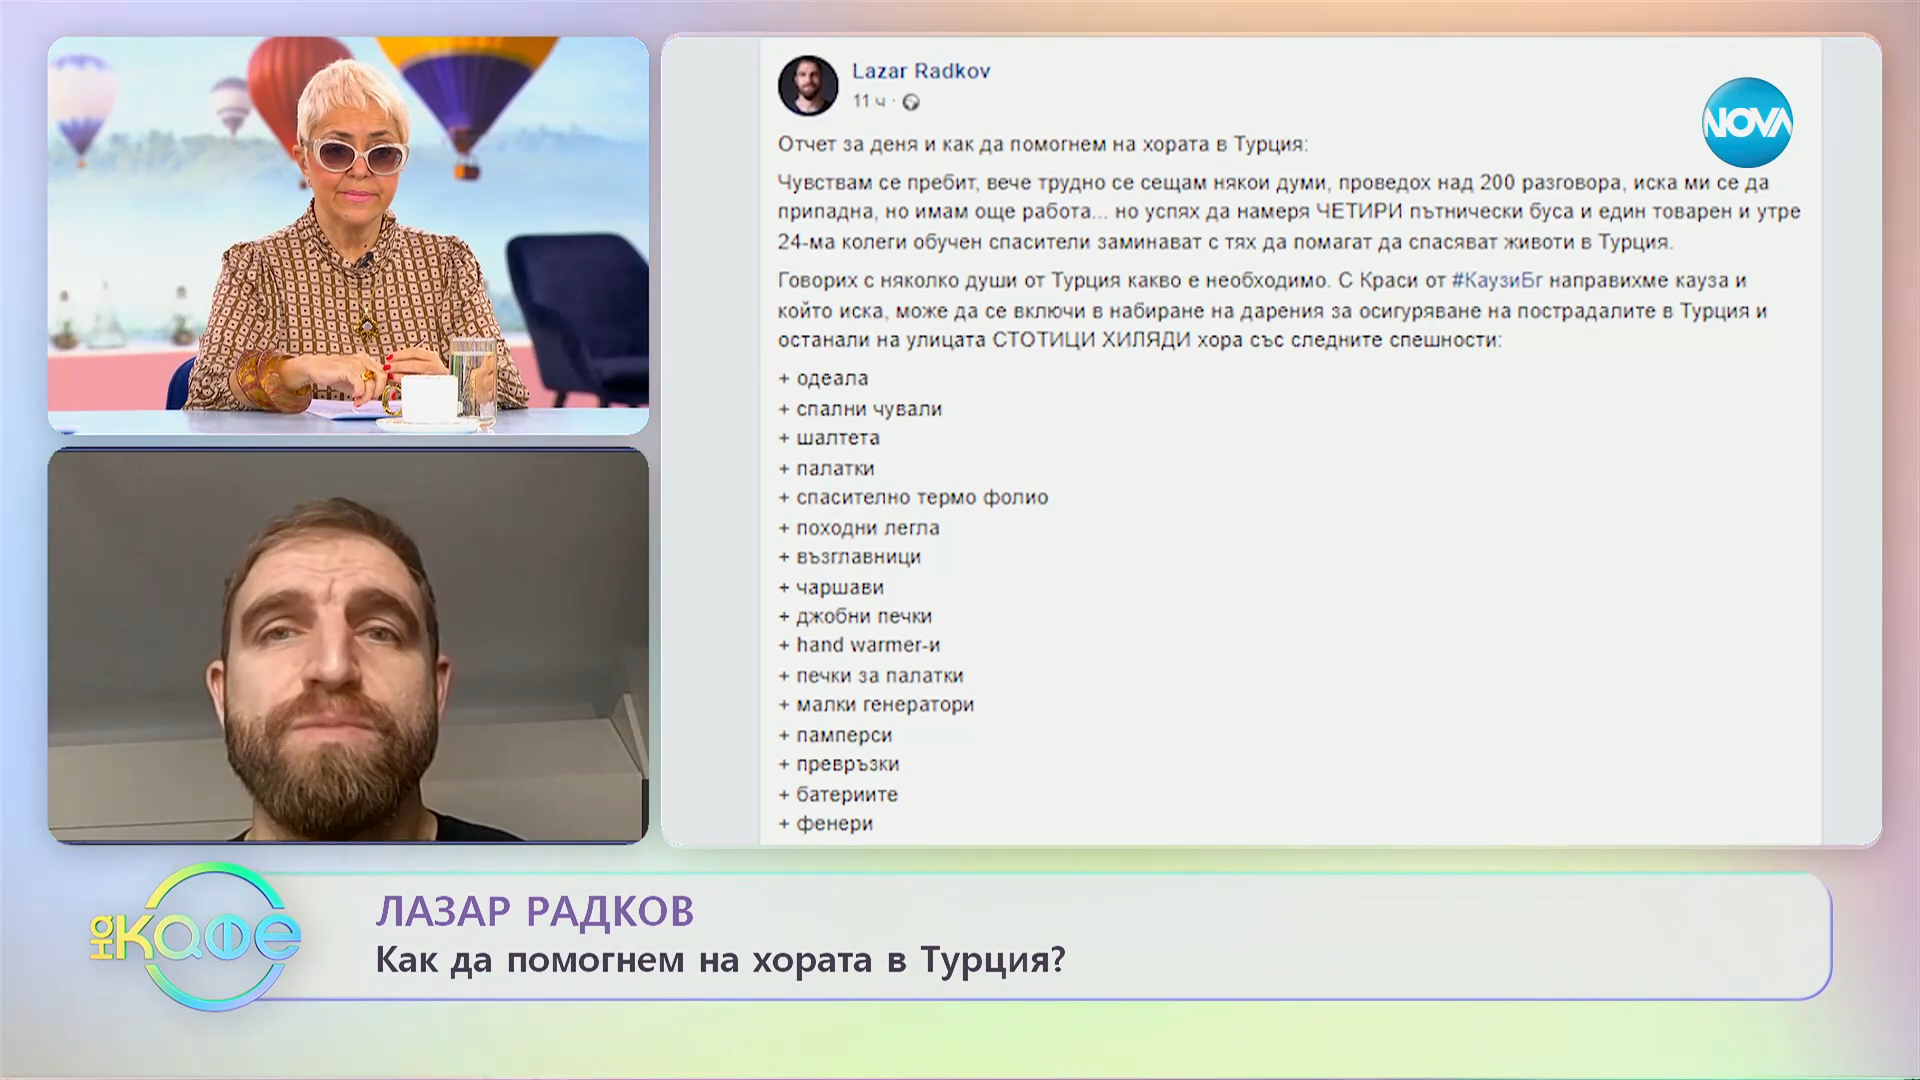 Lazar Radkov
11 ч ·
NOVA
Отчет за деня и как да помогнем на хората в Турция:
Чувствам се пребит, вече трудно се сещам някои думи, проведох над 200 разговора, иска ми се да
припадна, но имам още работа... но успях да намеря ЧЕТИРИ пътнически буса и един товарен и утре
24-ма колеги обучен спасители заминават с тях да помагат да спасяват животи в Турция.
Говорих с няколко души от Турция какво е необходимо. С Краси от #КаузиБг направихме кауза и
който иска, може да се включи в набиране на дарения за осигуряване на пострадалите в Турция и
останали на улицата СТОТИЦИ ХИЛЯДИ хора със следните спешности:
+ одеала
+ спални чували
+ шалтета
+ палатки
+ спасително термо фолио
+ походни легла
+ възглавници
+ чаршави
+ джобни печки
+ hand warmer-и
+ печки за палатки
+ малки генератори
+ памперси
+ превръзки
+ батериите
+ фенери
на кафе
ЛАЗАР РАДКОВ
Как да помогнем на хората в Турция?